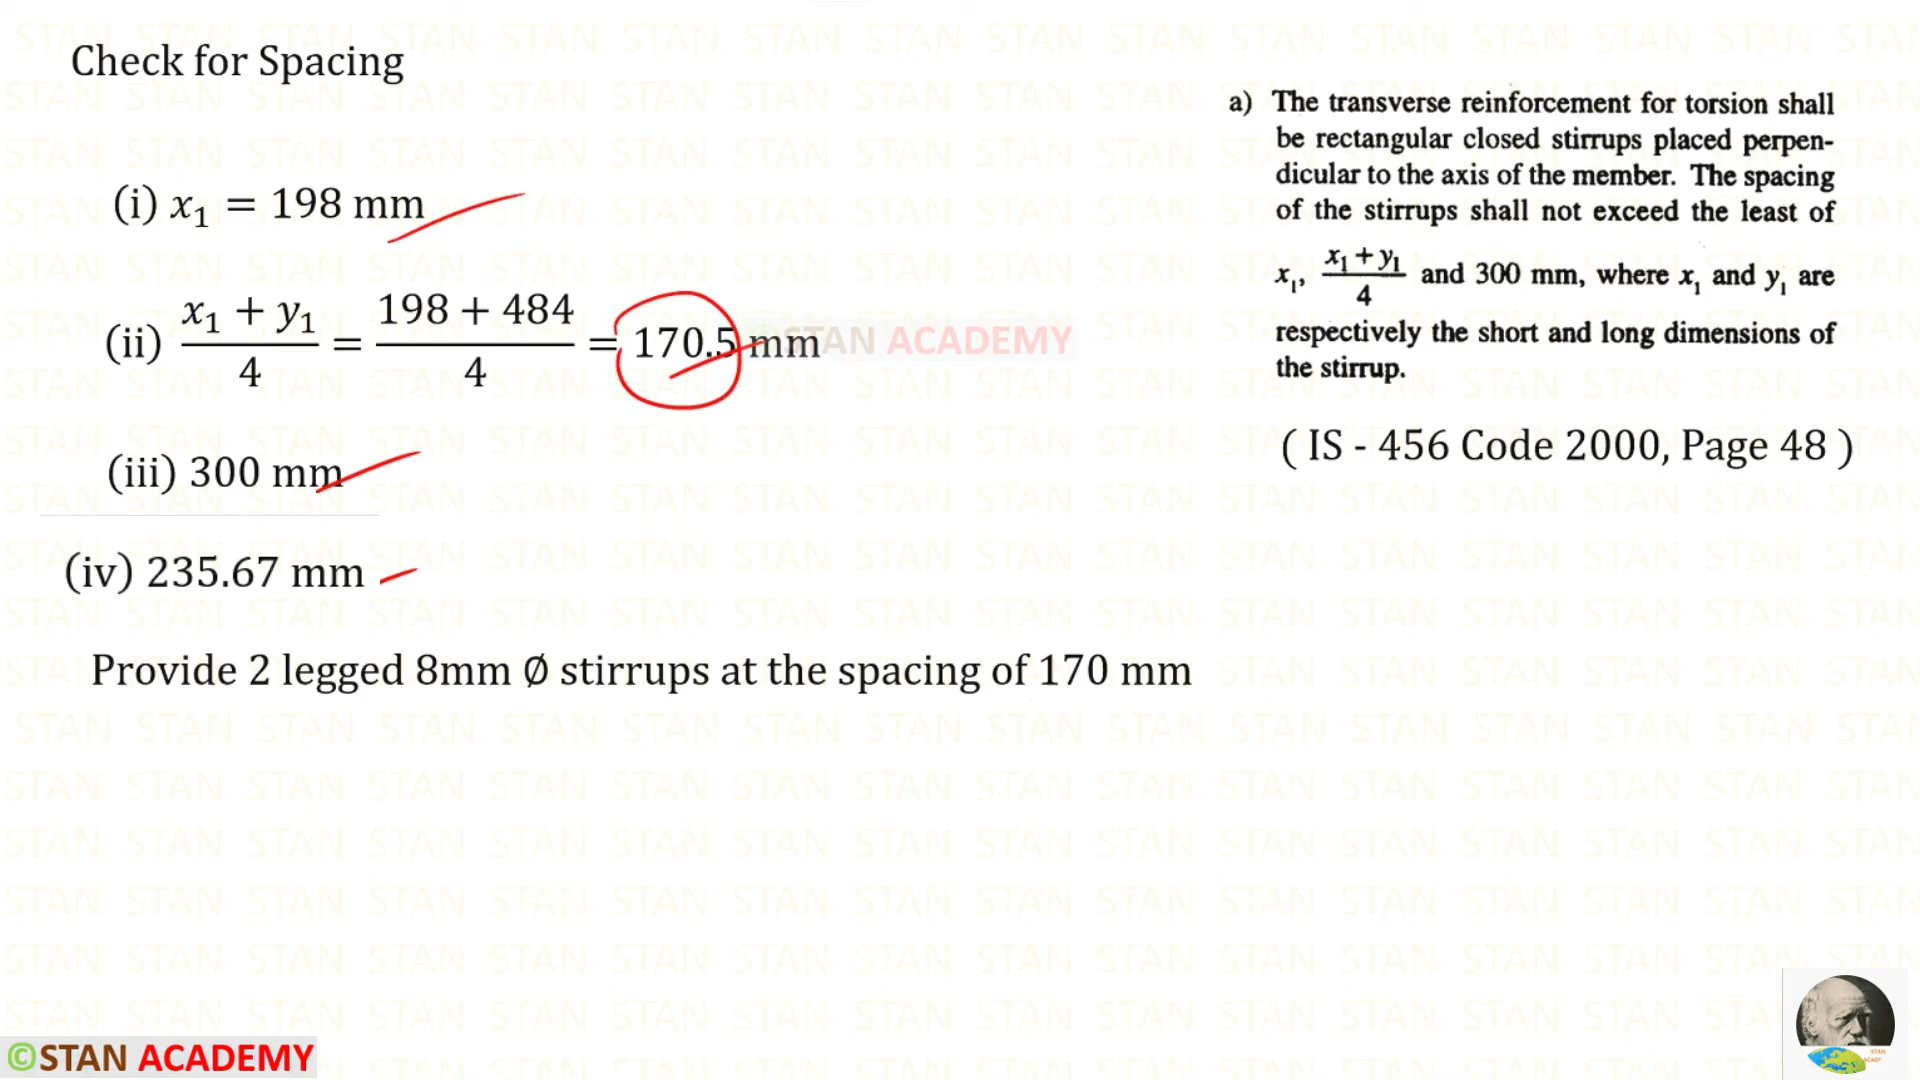 Check for Spacing
(i) x₁ = 198 mm
(ii) (x₁ + y₁)/4 = (198 + 484)/4 = 170.5 mm
©STAN ACADEMY
(iii) 300 mm
(iv) 235.67 mm
Provide 2 legged 8mm ∅ stirrups at the spacing of 170 mm
a) The transverse reinforcement for torsion shall
be rectangular closed stirrups placed perpen-
dicular to the axis of the member. The spacing
of the stirrups shall not exceed the least of
x₁, (x₁ + y₁)/4 and 300 mm, where x₁ and y₁ are
respectively the short and long dimensions of
the stirrup.
( IS - 456 Code 2000, Page 48 )
©STAN ACADEMY